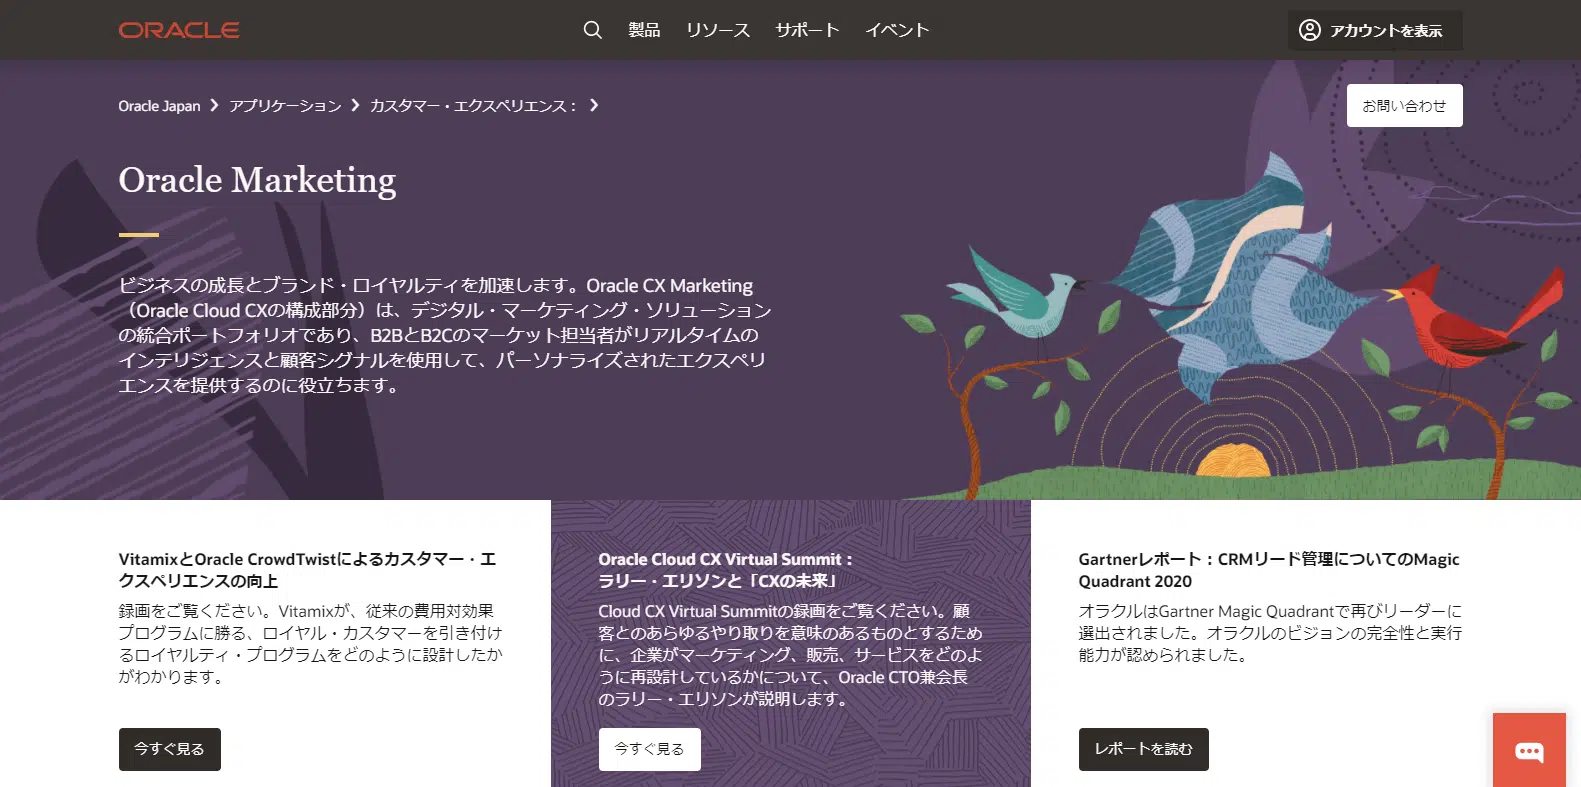 ORACLE
製品 リソース サポート イベント
アカウントを表示
Oracle Japan アプリケーション カスタマー・エクスペリエンス：
お問い合わせ
Oracle Marketing
ビジネスの成長とブランド・ロイヤルティを加速します。Oracle CX Marketing
（Oracle Cloud CXの構成部分）は、デジタル・マーケティング・ソリューション
の統合ポートフォリオであり、B2BとB2Cのマーケット担当者がリアルタイムの
インテリジェンスと顧客シグナルを使用して、パーソナライズされたエクスペリ
エンスを提供するのに役立ちます。
VitamixとOracle CrowdTwistによるカスタマー・エ
クスペリエンスの向上
録画をご覧ください。Vitamixが、従来の費用対効果
プログラムに勝る、ロイヤル・カスタマーを引き付け
るロイヤルティ・プログラムをどのように設計したか
がわかります。
今すぐ見る
Oracle Cloud CX Virtual Summit：
ラリー・エリソンと「CXの未来」
Cloud CX Virtual Summitの録画をご覧ください。顧
客とのあらゆるやり取りを意味のあるものとするため
に、企業がマーケティング、販売、サービスをどのよ
うに再設計しているかについて、Oracle CTO兼会長
のラリー・エリソンが説明します。
今すぐ見る
Gartnerレポート：CRMリード管理についてのMagic
Quadrant 2020
オラクルはGartner Magic Quadrantで再びリーダーに
選出されました。オラクルのビジョンの完全性と実行
能力が認められました。
レポートを読む